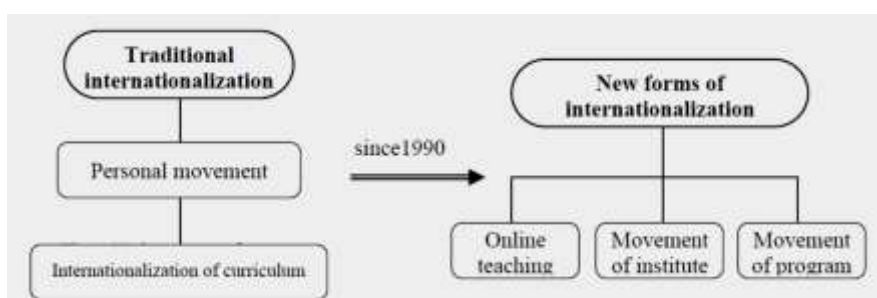 Traditional
internationalization
Personal movement
Internationalization of curriculum
since1990
New forms of
internationalization
Online
teaching
Movement
of institute
Movement
of program